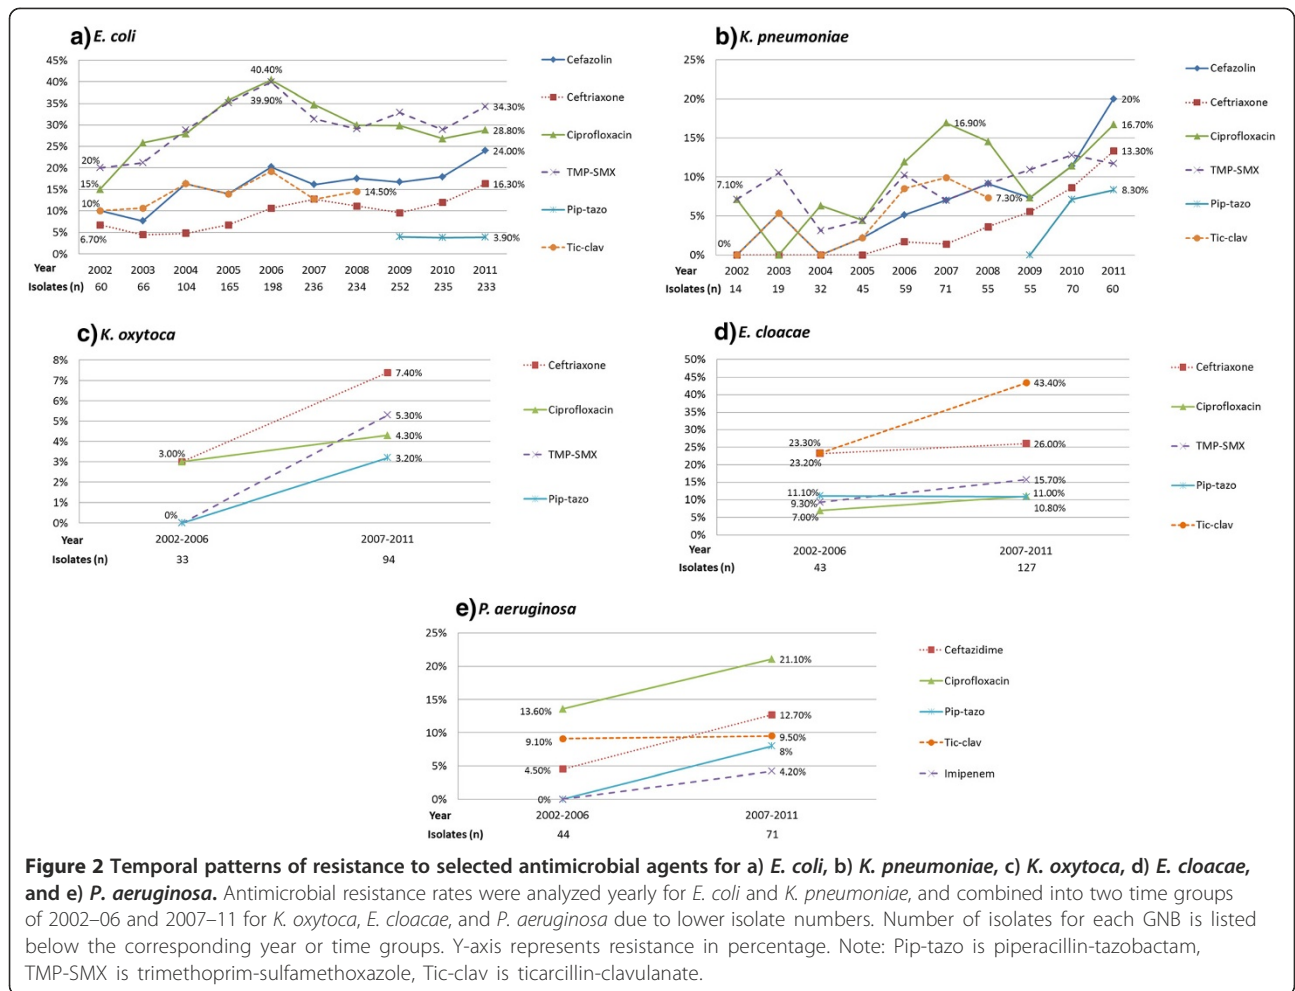 a) E. coli
45%
40%
35%
30%
25%
20%
15%
10%
5%
0%
40.40%
39.90%
34.30%
28.80%
24.00%
20%
15%
10%
6.70%
14.50%
16.30%
3.90%
Cefazolin
Ceftriaxone
Ciprofloxacin
TMP-SMX
Pip-tazo
Tic-clav
Year 2002 2003 2004 2005 2006 2007 2008 2009 2010 2011
Isolates (n) 60 66 104 165 198 236 234 252 235 233
b) K. pneumoniae
25%
20%
15%
10%
5%
0%
7.10%
0%
16.90%
7.30%
20%
16.70%
13.30%
8.30%
Cefazolin
Ceftriaxone
Ciprofloxacin
TMP-SMX
Pip-tazo
Tic-clav
Year 2002 2003 2004 2005 2006 2007 2008 2009 2010 2011
Isolates (n) 14 19 32 45 59 71 55 55 70 60
c) K. oxytoca
8%
7%
6%
5%
4%
3%
2%
1%
0%
3.00%
0%
7.40%
5.30%
4.30%
3.20%
Ceftriaxone
Ciprofloxacin
TMP-SMX
Pip-tazo
Year 2002-2006 2007-2011
Isolates (n) 33 94
d) E. cloacae
50%
45%
40%
35%
30%
25%
20%
15%
10%
5%
0%
23.30%
23.20%
11.10%
9.30%
7.00%
43.40%
26.00%
15.70%
11.00%
10.80%
Ceftriaxone
Ciprofloxacin
TMP-SMX
Pip-tazo
Tic-clav
Year 2002-2006 2007-2011
Isolates (n) 43 127
e) P. aeruginosa
25%
20%
15%
10%
5%
0%
13.60%
9.10%
4.50%
0%
21.10%
12.70%
9.50%
8%
4.20%
Ceftazidime
Ciprofloxacin
Pip-tazo
Tic-clav
Imipenem
Year 2002-2006 2007-2011
Isolates (n) 44 71
Figure 2 Temporal patterns of resistance to selected antimicrobial agents for a) E. coli, b) K. pneumoniae, c) K. oxytoca, d) E. cloacae,
and e) P. aeruginosa. Antimicrobial resistance rates were analyzed yearly for E. coli and K. pneumoniae, and combined into two time groups
of 2002–06 and 2007–11 for K. oxytoca, E. cloacae, and P. aeruginosa due to lower isolate numbers. Number of isolates for each GNB is listed
below the corresponding year or time groups. Y-axis represents resistance in percentage. Note: Pip-tazo is piperacillin-tazobactam,
TMP-SMX is trimethoprim-sulfamethoxazole, Tic-clav is ticarcillin-clavulanate.